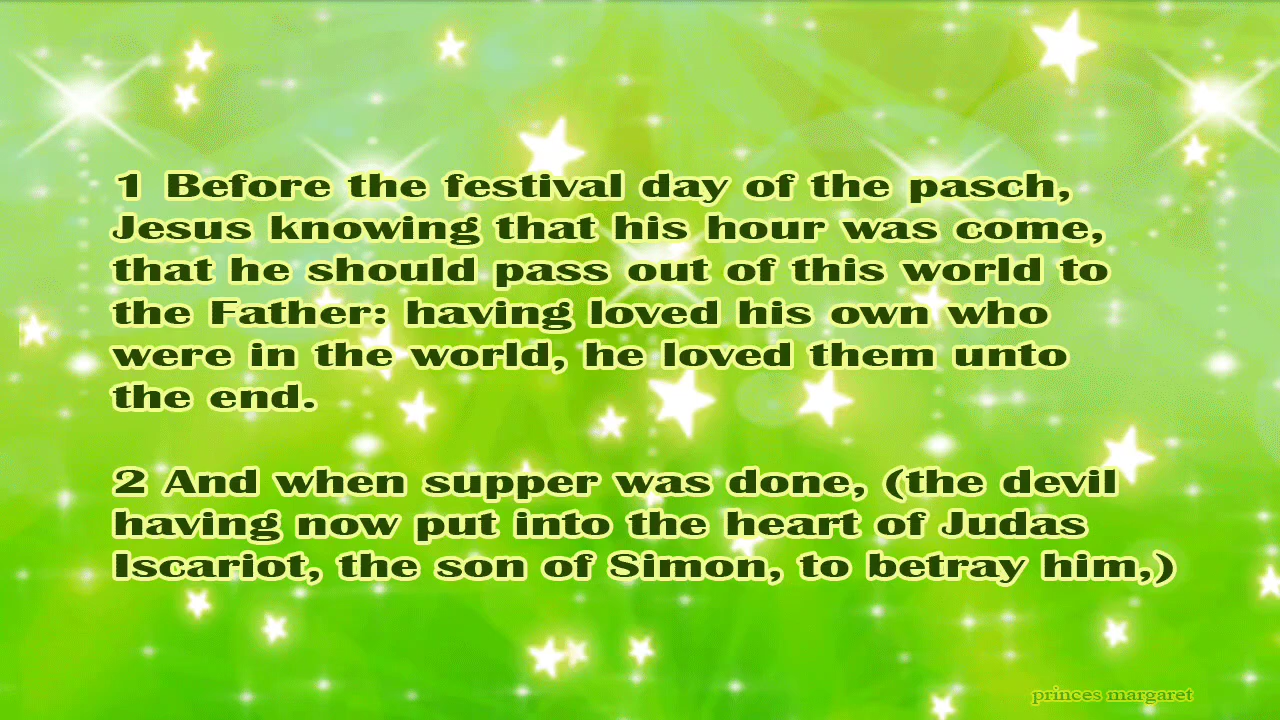 1 Before the festival day of the pasch,
Jesus knowing that his hour was come,
that he should pass out of this world to
the Father: having loved his own who
were in the world, he loved them unto
the end.
2 And when supper was done, (the devil
having now put into the heart of Judas
Iscariot, the son of Simon, to betray him,)
princes margaret